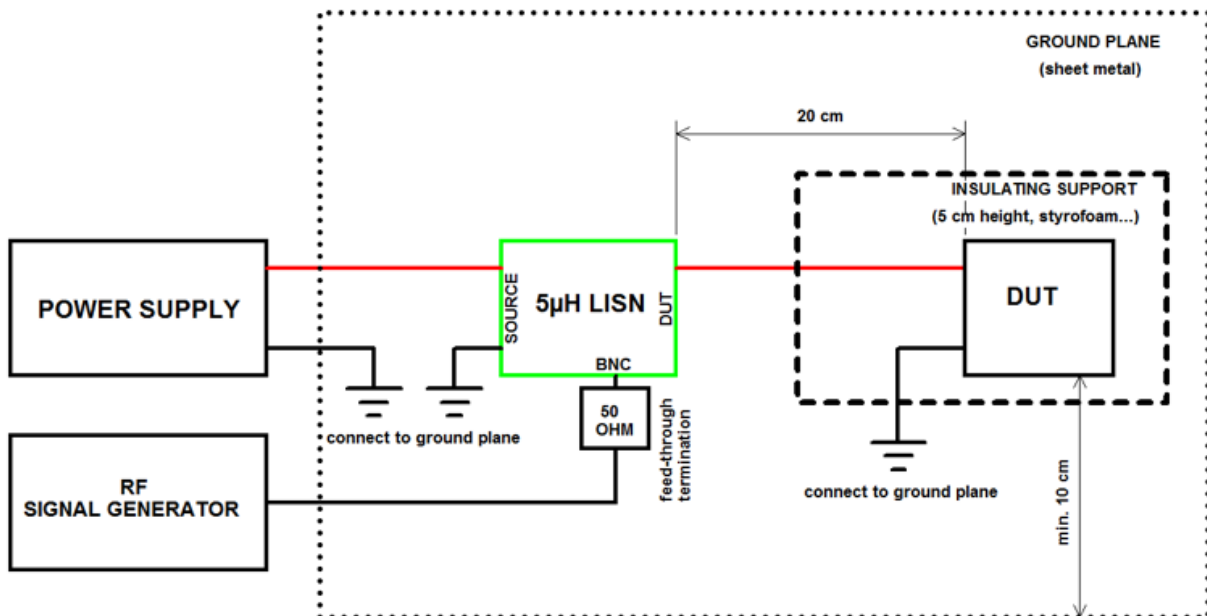 GROUND PLANE
(sheet metal)
20 cm
INSULATING SUPPORT
(5 cm height, styrofoam...)
POWER SUPPLY
SOURCE
5µH LISN
DUT
BNC
DUT
50
OHM
feed-through
termination
connect to ground plane
connect to ground plane
min. 10 cm
RF
SIGNAL GENERATOR